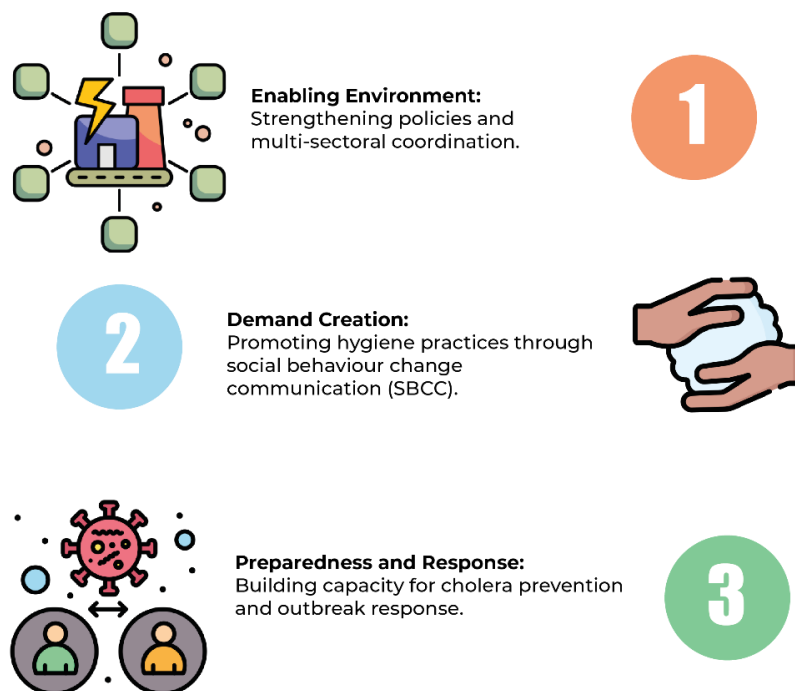 Enabling Environment:
Strengthening policies and
multi-sectoral coordination.
1
2
Demand Creation:
Promoting hygiene practices through
social behaviour change
communication (SBCC).
Preparedness and Response:
Building capacity for cholera prevention
and outbreak response.
3